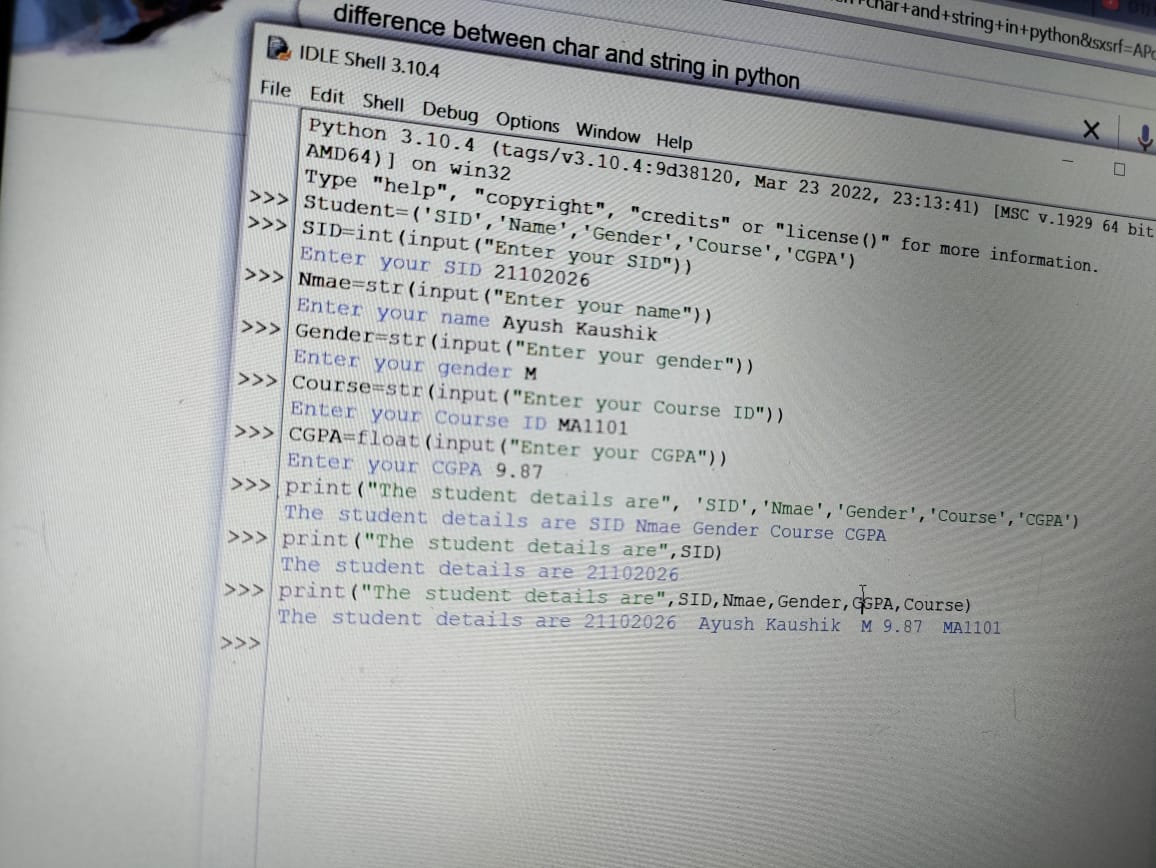 char+and+string+in+python&sxsrf=AP
difference between char and string in python
IDLE Shell 3.10.4
File Edit Shell Debug Options Window Help
Python 3.10.4 (tags/v3.10.4:9d38120, Mar 23 2022, 23:13:41) [MSC v.1929 64 bit
AMD64)] on win32
Type "help", "copyright", "credits" or "license()" for more information.
>>> Student=('SID','Name','Gender','Course','CGPA')
>>> SID=int(input("Enter your SID"))
Enter your SID 21102026
>>> Nmae=str(input("Enter your name"))
Enter your name Ayush Kaushik
>>> Gender=str(input("Enter your gender"))
Enter your gender M
>>> Course=str(input("Enter your Course ID"))
Enter your Course ID MA1101
>>> CGPA=float(input("Enter your CGPA"))
Enter your CGPA 9.87
>>> print("The student details are", 'SID','Nmae','Gender','Course','CGPA')
The student details are SID Nmae Gender Course CGPA
>>> print("The student details are",SID)
The student details are 21102026
>>> print("The student details are",SID,Nmae,Gender,CGPA,Course)
The student details are 21102026  Ayush Kaushik  M 9.87  MA1101
>>>